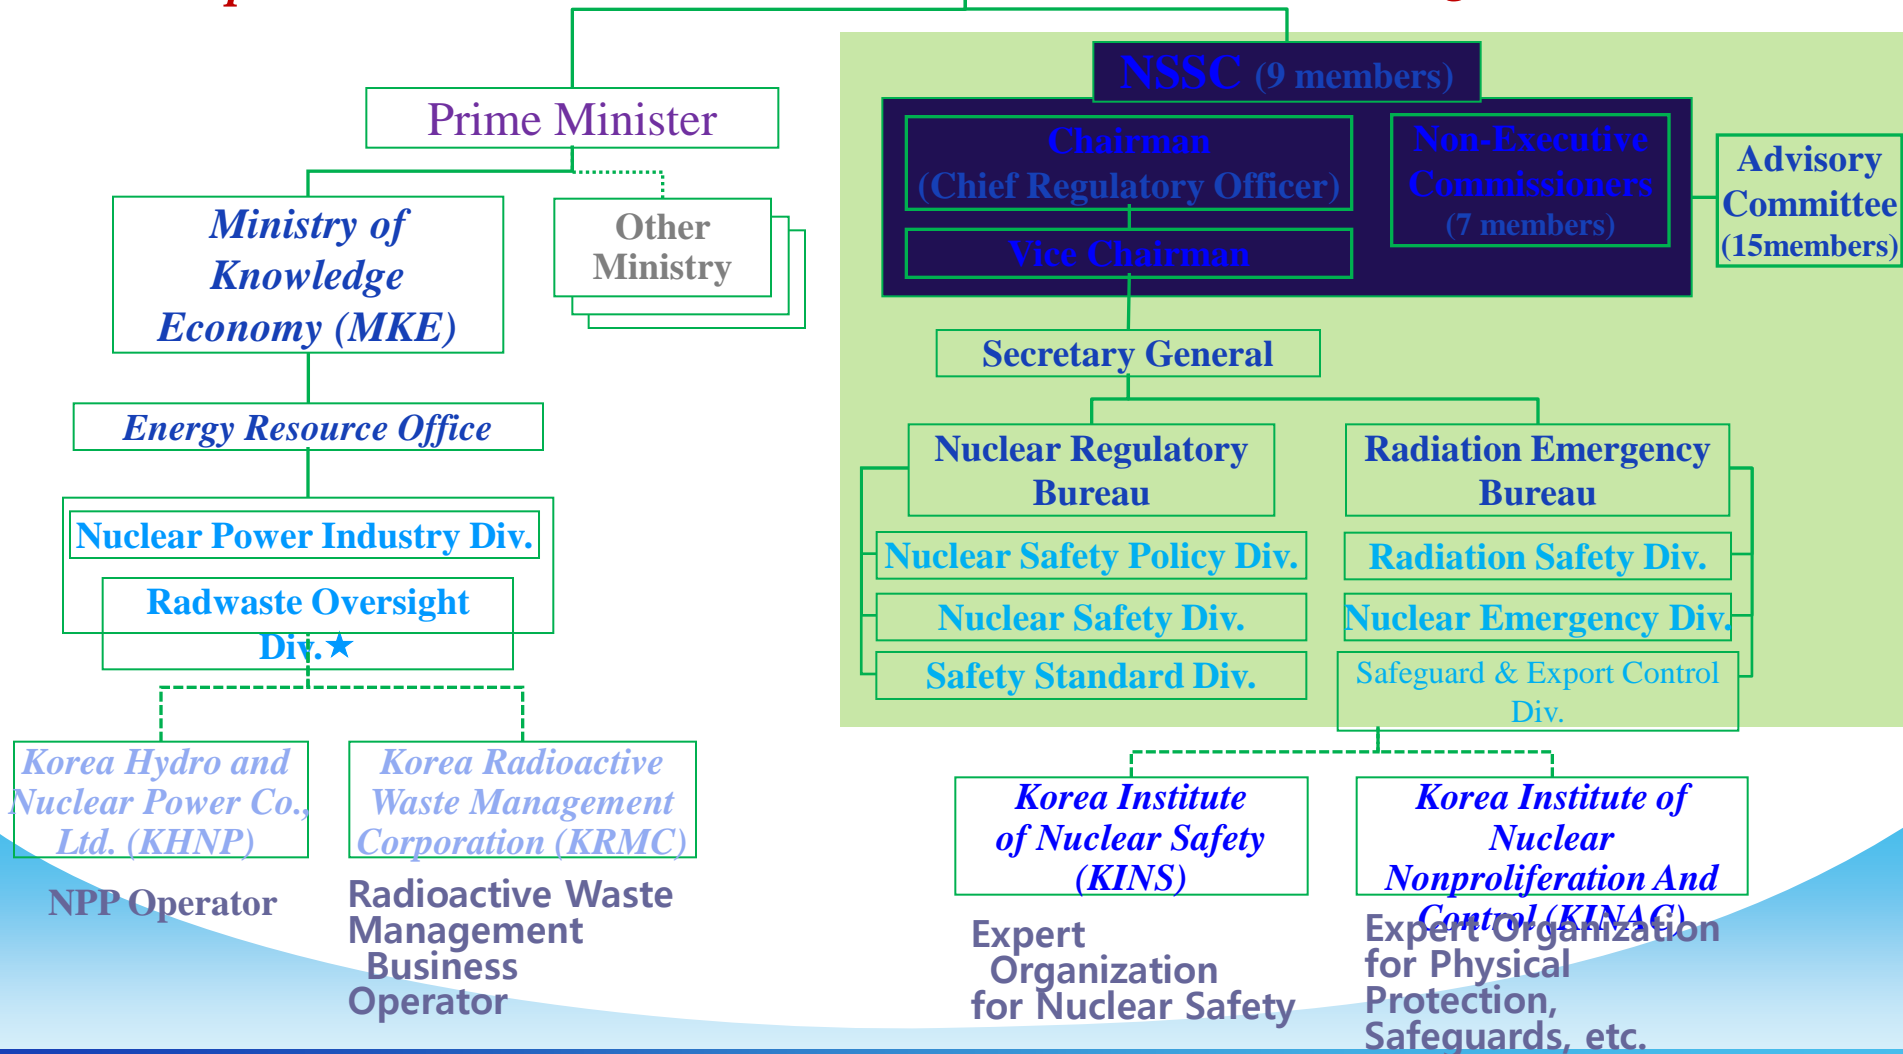 NSSC (9 members)
Prime Minister
Chairman
(Chief Regulatory Officer)
Non-Executive
Commissioners
(7 members)
Advisory
Committee
(15members)
Vice Chairman
Ministry of
Knowledge
Economy (MKE)
Other
Ministry
Secretary General
Energy Resource Office
Nuclear Regulatory
Bureau
Radiation Emergency
Bureau
Nuclear Power Industry Div.
Radwaste Oversight
Div.★
Nuclear Safety Policy Div.
Nuclear Safety Div.
Safety Standard Div.
Radiation Safety Div.
Nuclear Emergency Div.
Safeguard & Export Control
Div.
Korea Hydro and
Nuclear Power Co.,
Ltd. (KHNP)
Korea Radioactive
Waste Management
Corporation (KRMC)
Korea Institute
of Nuclear Safety
(KINS)
Korea Institute of
Nuclear
Nonproliferation And
Control (KINAC)
NPP Operator
Radioactive Waste
Management
Business
Operator
Expert
Organization
for Nuclear Safety
Expert Organization
for Physical
Protection,
Safeguards, etc.